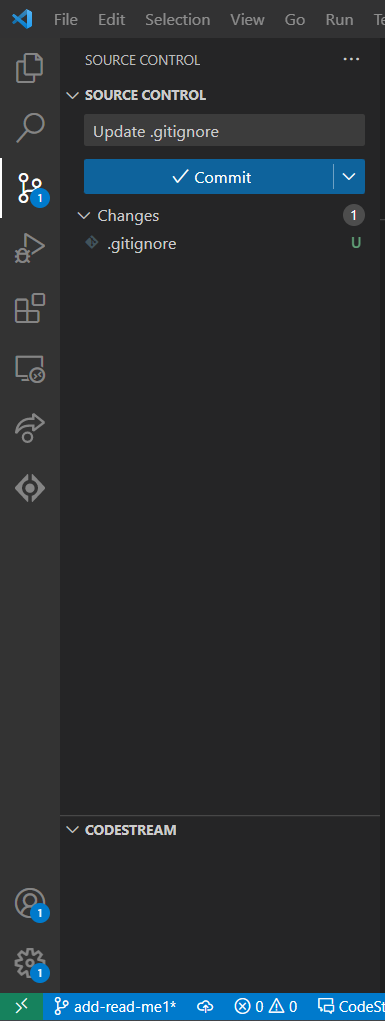 File Edit Selection View Go Run Te
SOURCE CONTROL
SOURCE CONTROL
Update .gitignore
Commit
Changes 1
.gitignore U
1
CODESTREAM
1
1
add-read-me1* 0 0 CodeSt